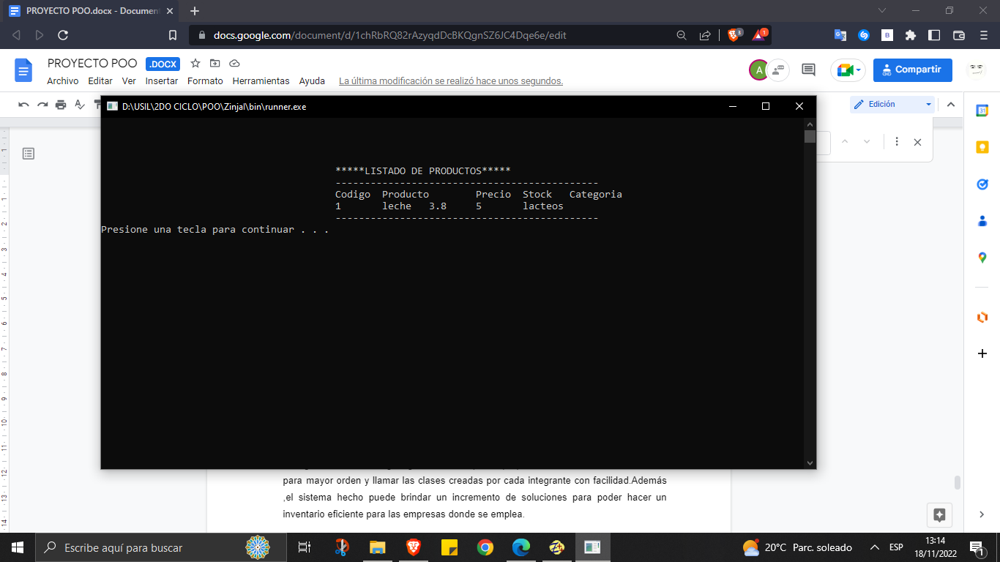 PROYECTO POO.docx - Document
docs.google.com/document/d/1chRbRQ82rAzyqdDcBKQgnSZ6JC4Dqe6e/edit
3
1
PROYECTO POO .DOCX
Archivo Editar Ver Insertar Formato Herramientas Ayuda La última modificación se realizó hace unos segundos.
A
Compartir
Edición
D:\USIL\2DO CICLO\POO\Zinjal\bin\runner.exe
*****LISTADO DE PRODUCTOS*****
---------------------------------------------
Codigo Producto Precio Stock Categoria
1 leche 3.8 5 lacteos
---------------------------------------------
Presione una tecla para continuar . . .
para mayor orden y llamar las clases creadas por cada integrante con facilidad.Además
,el sistema hecho puede brindar un incremento de soluciones para poder hacer un
inventario eficiente para las empresas donde se emplea.
Escribe aquí para buscar
20°C Parc. soleado
ESP
13:14
18/11/2022
1